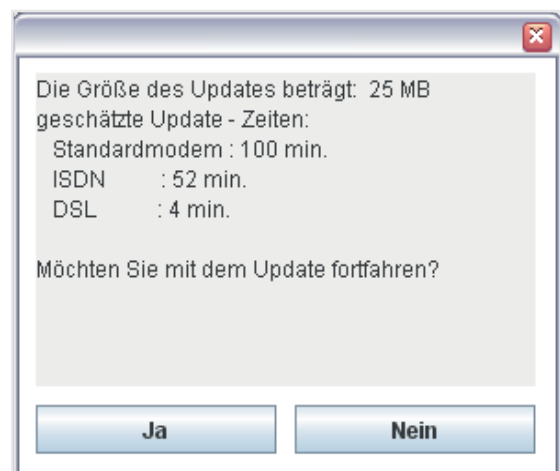 Die Größe des Updates beträgt: 25 MB
geschätzte Update - Zeiten:
Standardmodem : 100 min.
ISDN : 52 min.
DSL : 4 min.
Möchten Sie mit dem Update fortfahren?
Ja
Nein